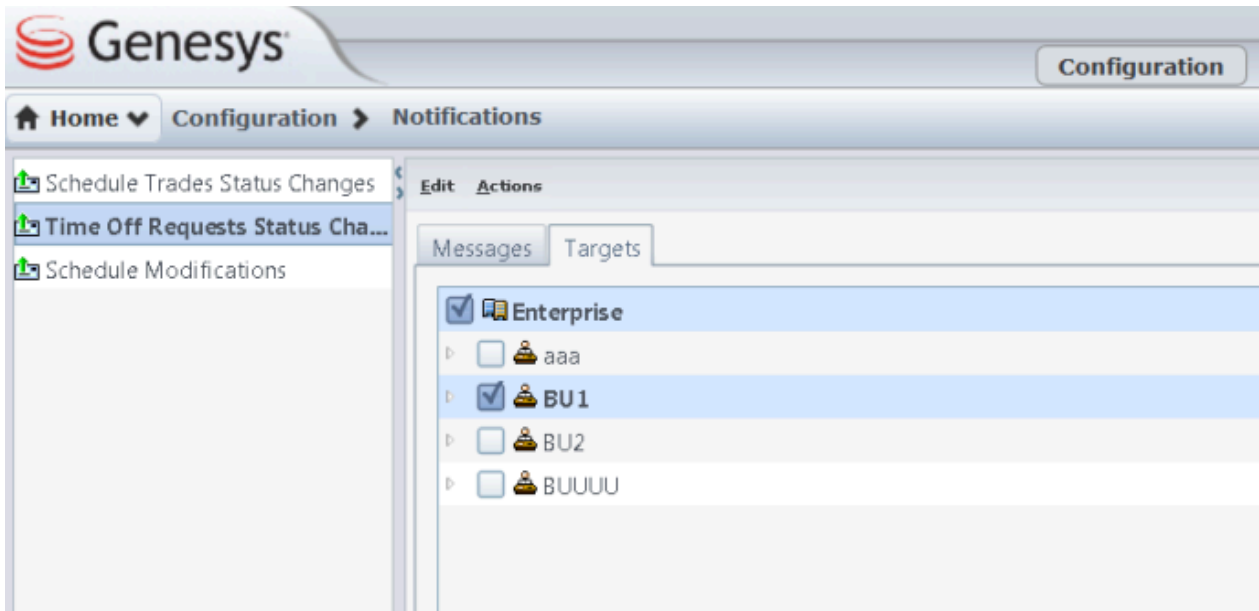 Genesys
Configuration
Home Configuration Notifications
Schedule Trades Status Changes
Time Off Requests Status Cha...
Schedule Modifications
Edit Actions
Messages Targets
Enterprise
aaa
BU1
BU2
BUUUU